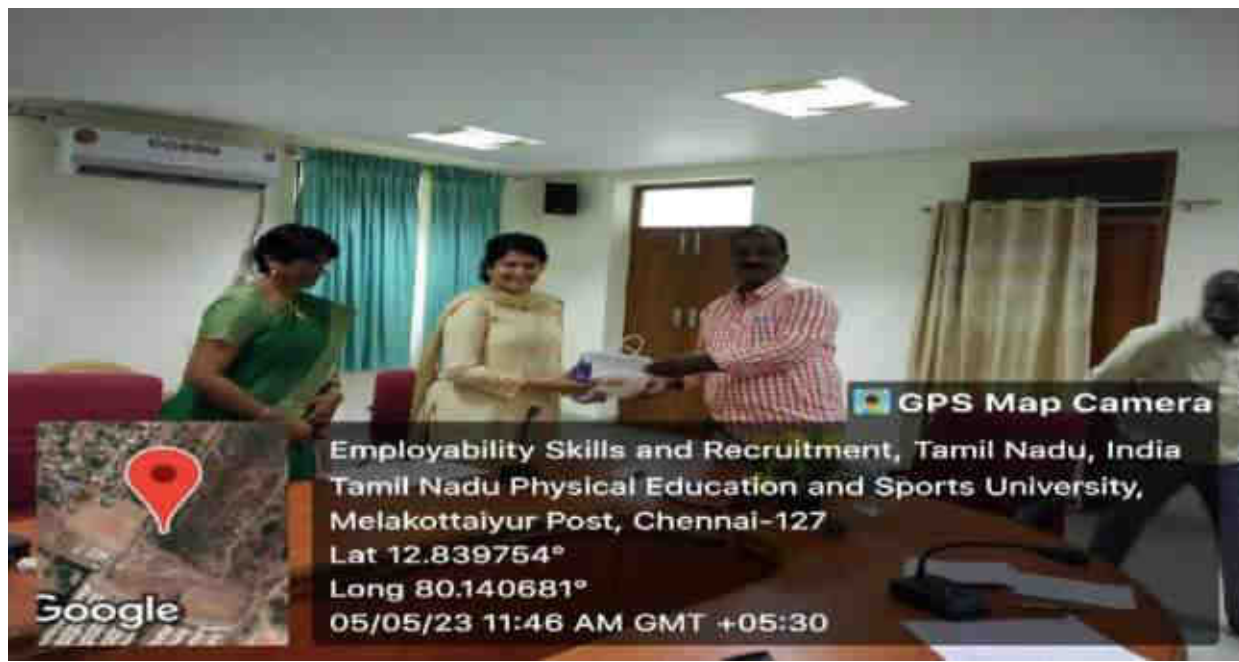 GPS Map Camera
Employability Skills and Recruitment, Tamil Nadu, India
Tamil Nadu Physical Education and Sports University,
Melakottaiyur Post, Chennai-127
Lat 12.839754°
Long 80.140681°
05/05/23 11:46 AM GMT +05:30
Google